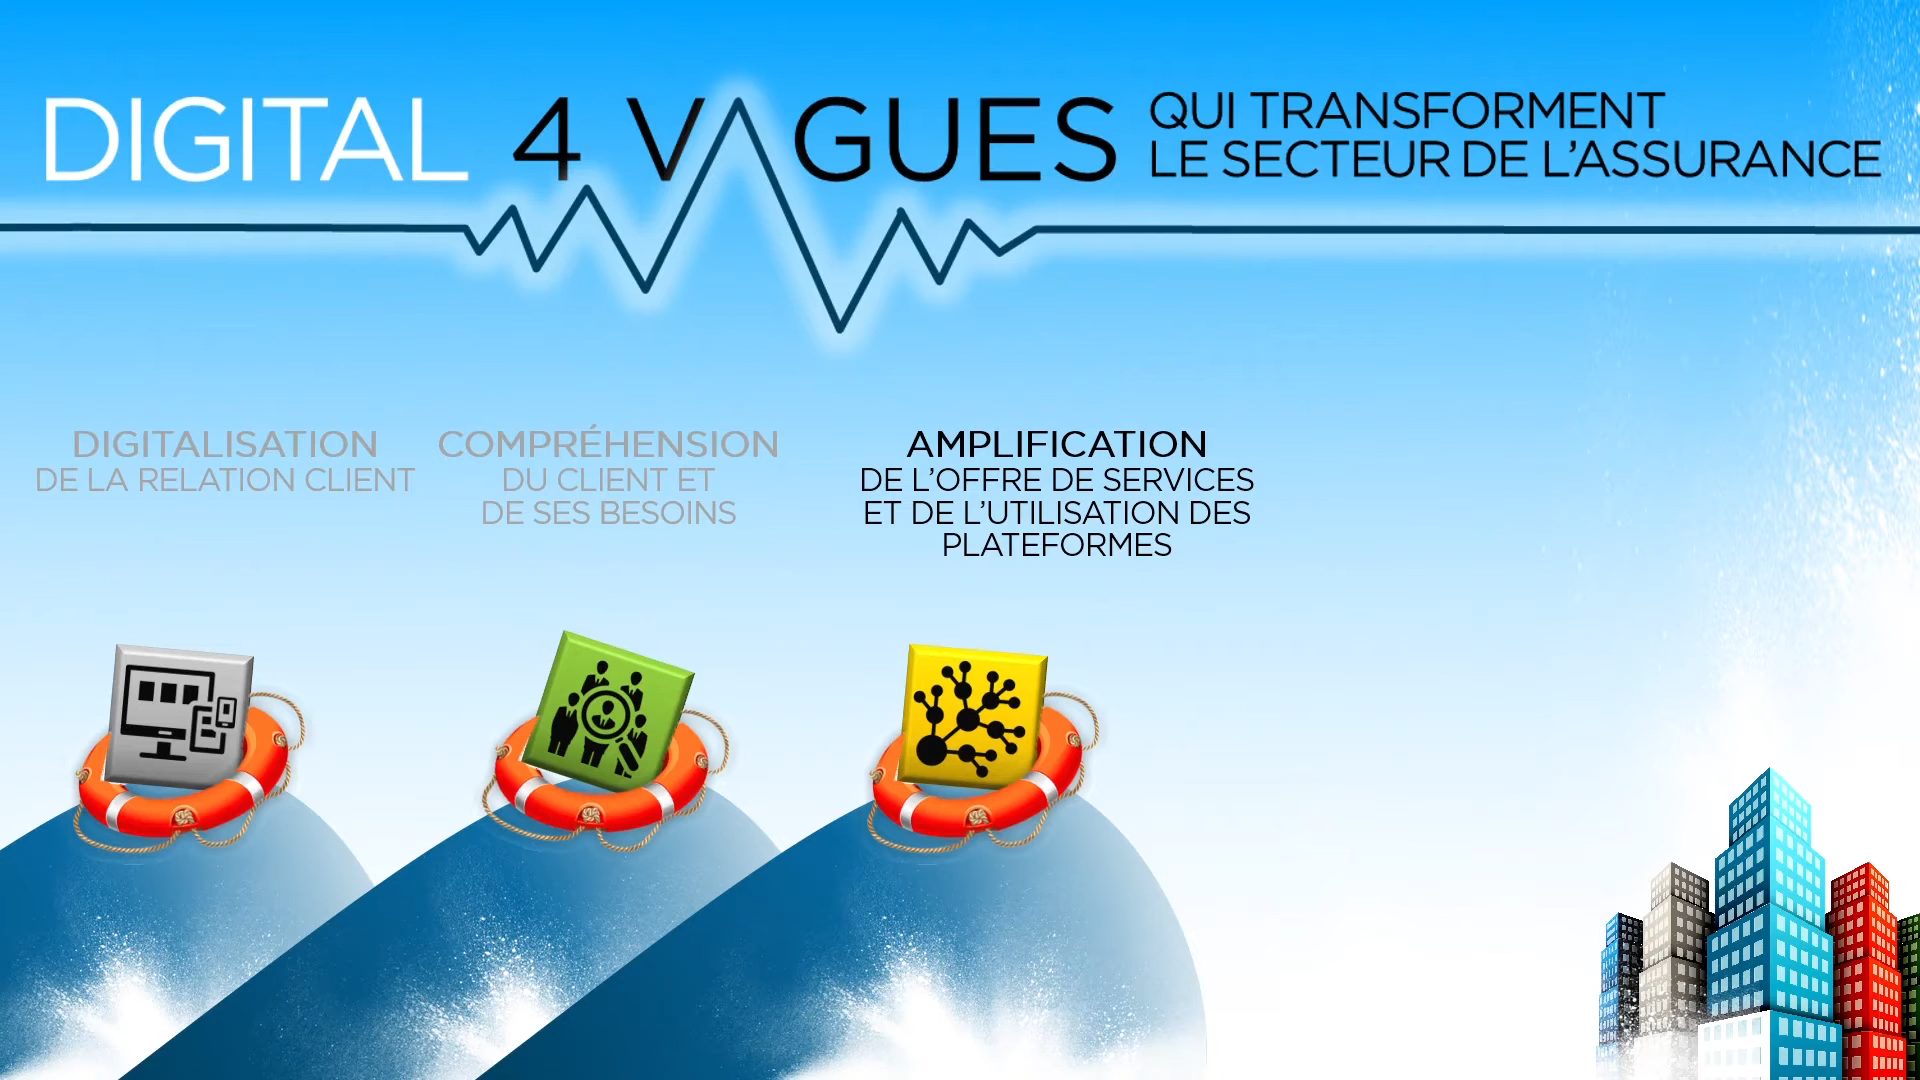 DIGITAL 4 VAGUES
QUI TRANSFORMENT
LE SECTEUR DE L'ASSURANCE
DIGITALISATION
DE LA RELATION CLIENT
COMPRÉHENSION
DU CLIENT ET
DE SES BESOINS
AMPLIFICATION
DE L'OFFRE DE SERVICES
ET DE L'UTILISATION DES
PLATEFORMES